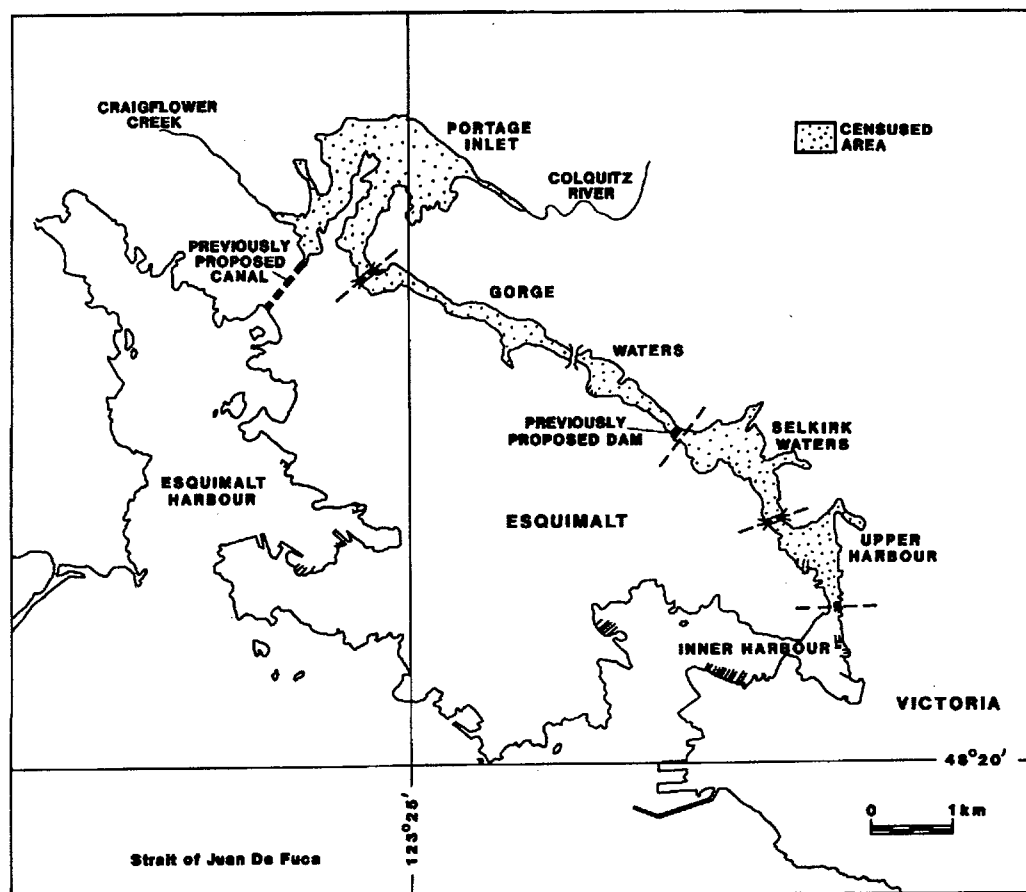 CRAIGFLOWER
CREEK
PORTAGE
INLET
CENSUSED
AREA
COLQUITZ
RIVER
PREVIOUSLY
PROPOSED
CANAL
GORGE
WATERS
PREVIOUSLY
PROPOSED DAM
SELKIRK
WATERS
ESQUIMALT
HARBOUR
ESQUIMALT
UPPER
HARBOUR
INNER HARBOUR
VICTORIA
48°20'
123°25'
0 1km
Strait of Juan De Fuca